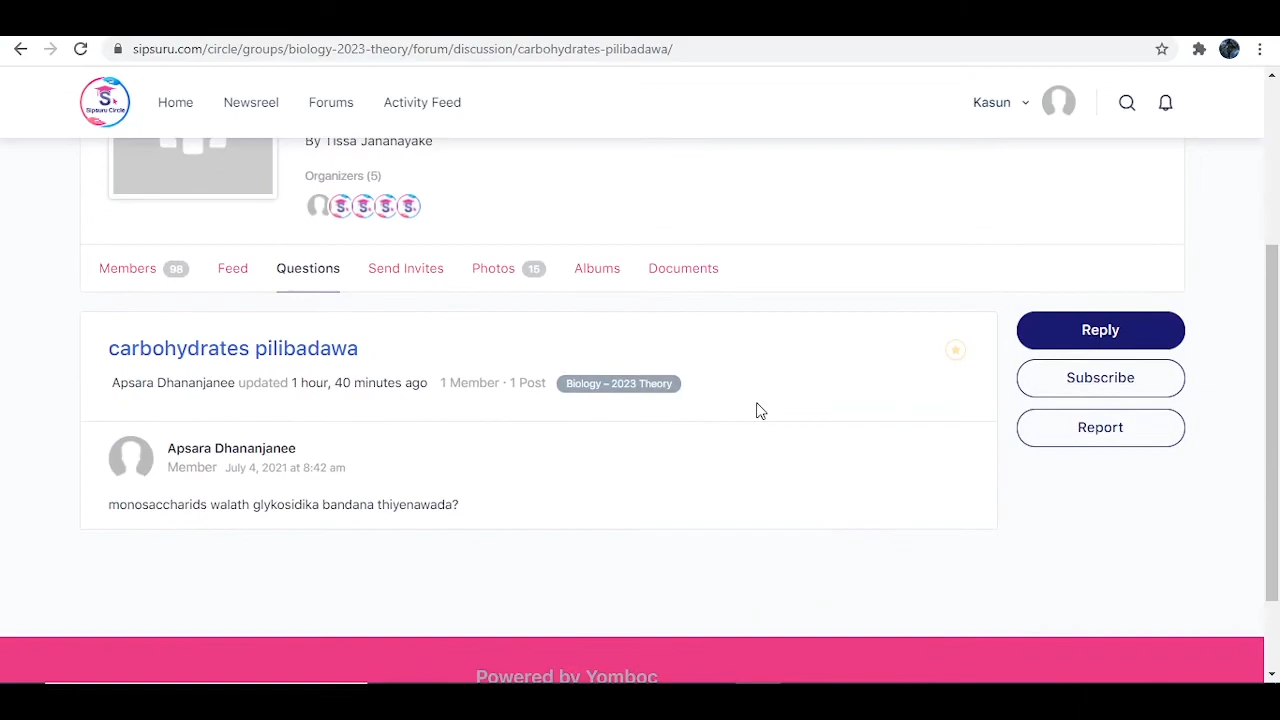 sipsuru.com/circle/groups/biology-2023-theory/forum/discussion/carbohydrates-pilibadawa/
S.
Sipsuru Circle
Home Newsreel Forums Activity Feed Kasun
By Tissa Jananayake
Organizers (5)
S. S. S. S.
Members 98 Feed Questions Send Invites Photos 15 Albums Documents
carbohydrates pilibadawa
Apsara Dhananjanee updated 1 hour, 40 minutes ago 1 Member · 1 Post Biology – 2023 Theory
Reply
Subscribe
Report
Apsara Dhananjanee
Member July 4, 2021 at 8:42 am
monosaccharids walath glykosidika bandana thiyenawada?
Powered by Yomboc